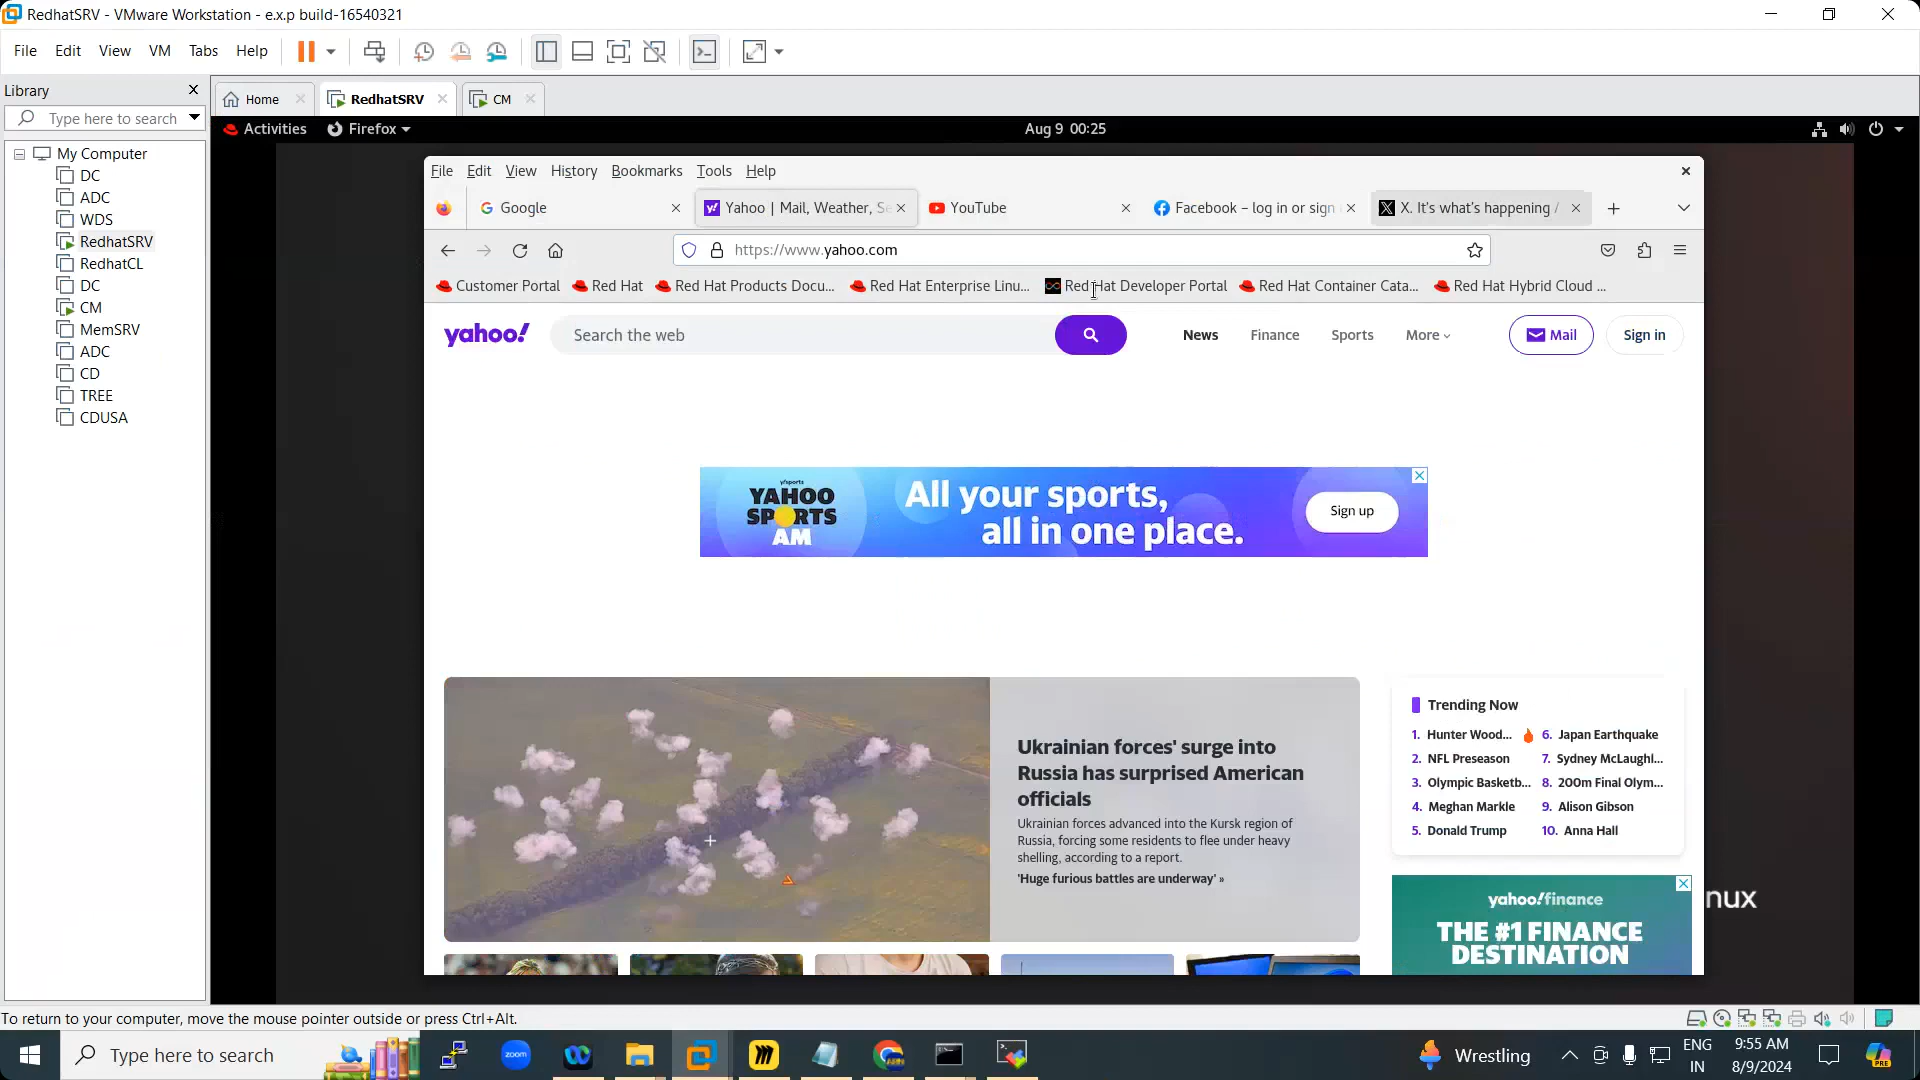 RedhatSRV - VMware Workstation - e.x.p build-16540321
File Edit View VM Tabs Help
Library
Type here to search
My Computer
DC
ADC
WDS
RedhatSRV
RedhatCL
DC
CM
MemSRV
ADC
CD
TREE
CDUSA
Home
RedhatSRV
CM
Activities Firefox Aug 9 00:25
File Edit View History Bookmarks Tools Help
Google
Yahoo | Mail, Weather, Se
YouTube
Facebook – log in or sign
X. It's what's happening /
https://www.yahoo.com
Customer Portal
Red Hat
Red Hat Products Docu...
Red Hat Enterprise Linu...
Red Hat Developer Portal
Red Hat Container Cata...
Red Hat Hybrid Cloud ...
yahoo!
Search the web
News Finance Sports More
Mail
Sign in
y!sports
YAHOO
SPORTS
AM
All your sports,
all in one place.
Sign up
Ukrainian forces' surge into
Russia has surprised American
officials
Ukrainian forces advanced into the Kursk region of
Russia, forcing some residents to flee under heavy
shelling, according to a report.
'Huge furious battles are underway' »
Trending Now
1. Hunter Wood...
2. NFL Preseason
3. Olympic Basketb...
4. Meghan Markle
5. Donald Trump
6. Japan Earthquake
7. Sydney McLaughl...
8. 200m Final Olym...
9. Alison Gibson
10. Anna Hall
yahoo!finance
THE #1 FINANCE
DESTINATION
nux
To return to your computer, move the mouse pointer outside or press Ctrl+Alt.
Type here to search
zoom
Wrestling
ENG
IN
9:55 AM
8/9/2024
PRE